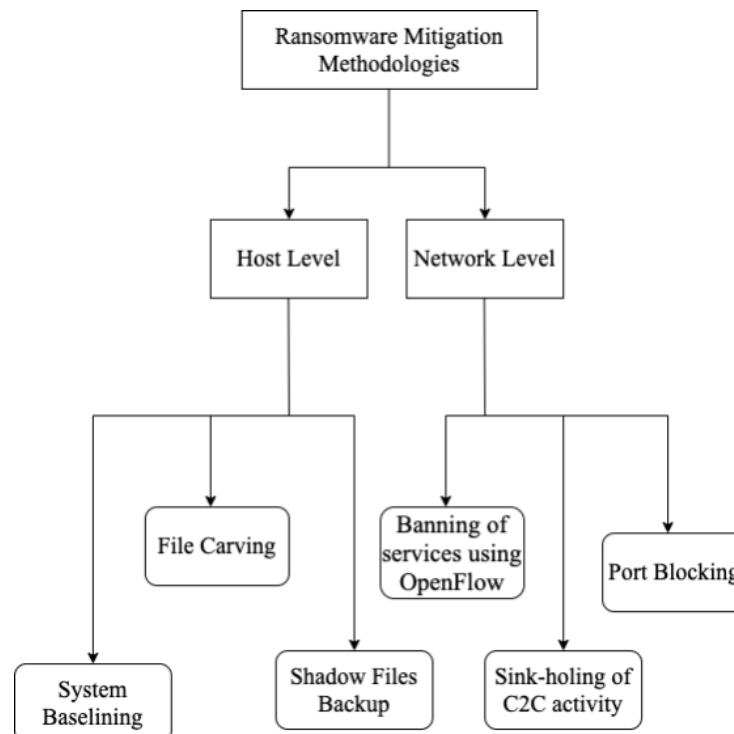 Ransomware Mitigation
Methodologies
Host Level
Network Level
File Carving
Banning of
services using
OpenFlow
Port Blocking
System
Baselining
Shadow Files
Backup
Sink-holing of
C2C activity